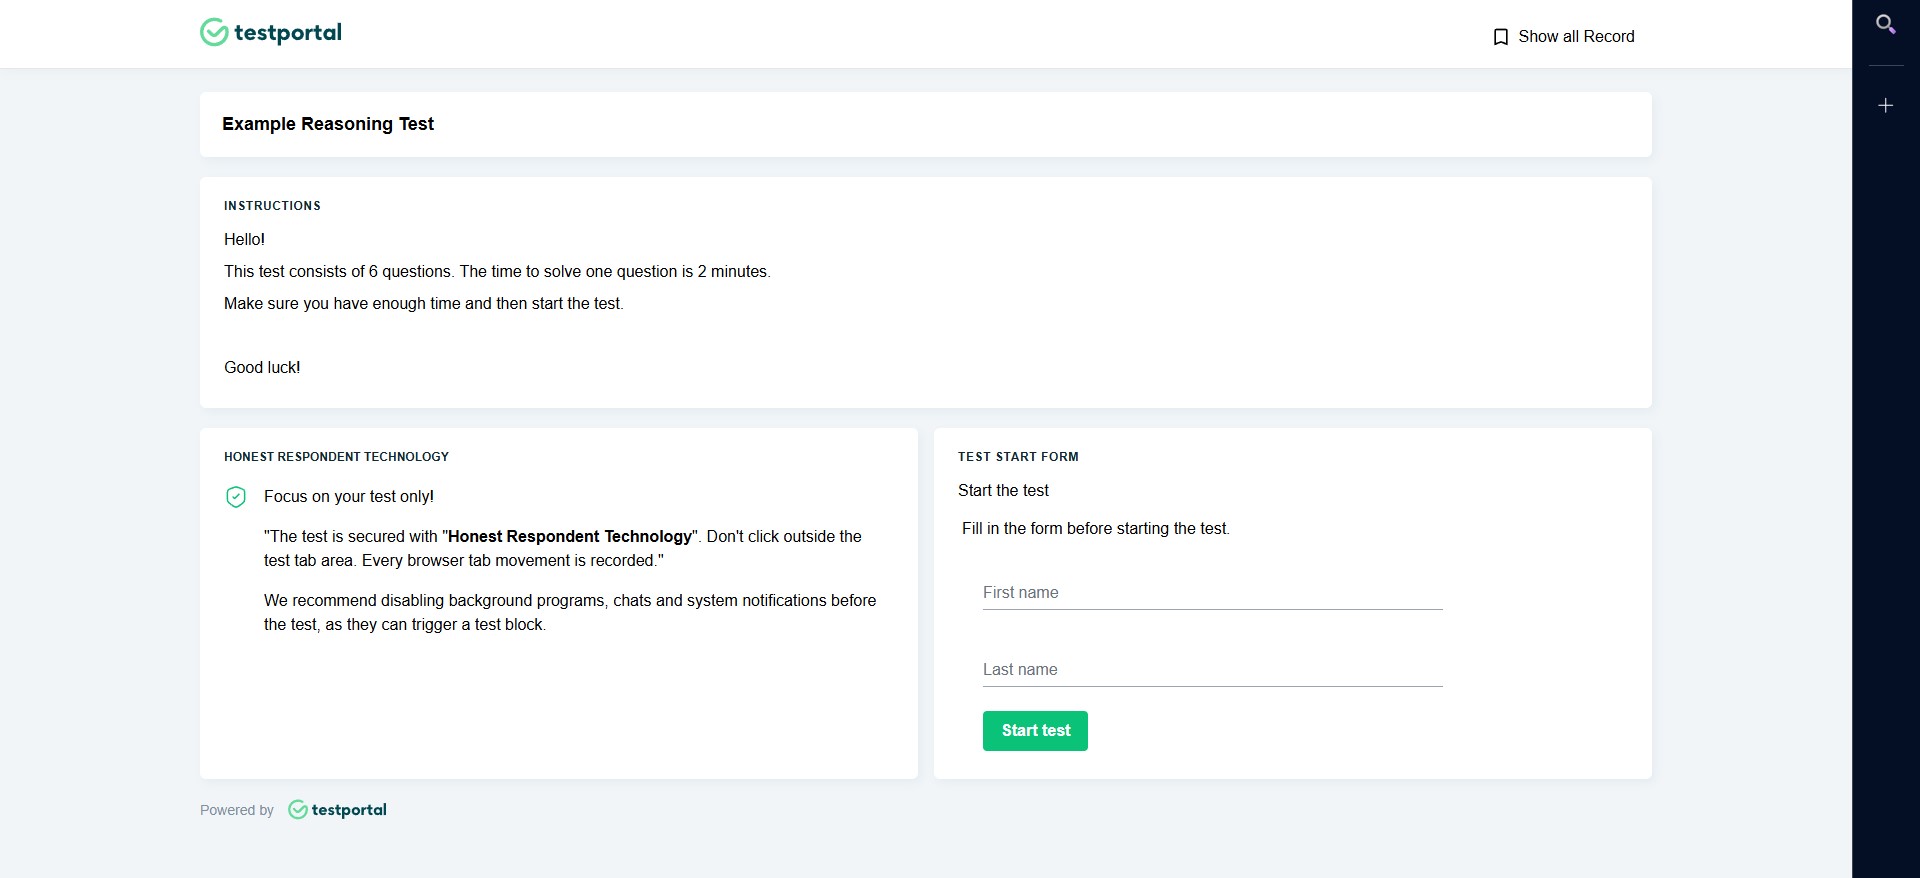 testportal
Show all Record
Example Reasoning Test
INSTRUCTIONS
Hello!
This test consists of 6 questions. The time to solve one question is 2 minutes.
Make sure you have enough time and then start the test.
Good luck!
HONEST RESPONDENT TECHNOLOGY
Focus on your test only!
"The test is secured with "Honest Respondent Technology". Don't click outside the
test tab area. Every browser tab movement is recorded."
We recommend disabling background programs, chats and system notifications before
the test, as they can trigger a test block.
TEST START FORM
Start the test
Fill in the form before starting the test.
First name
Last name
Start test
Powered by testportal